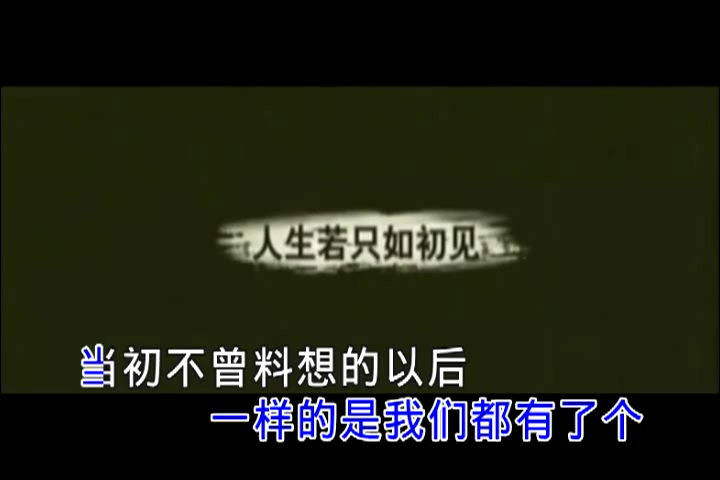 人生若只如初见
当初不曾料想的以后
一样的是我们都有了个